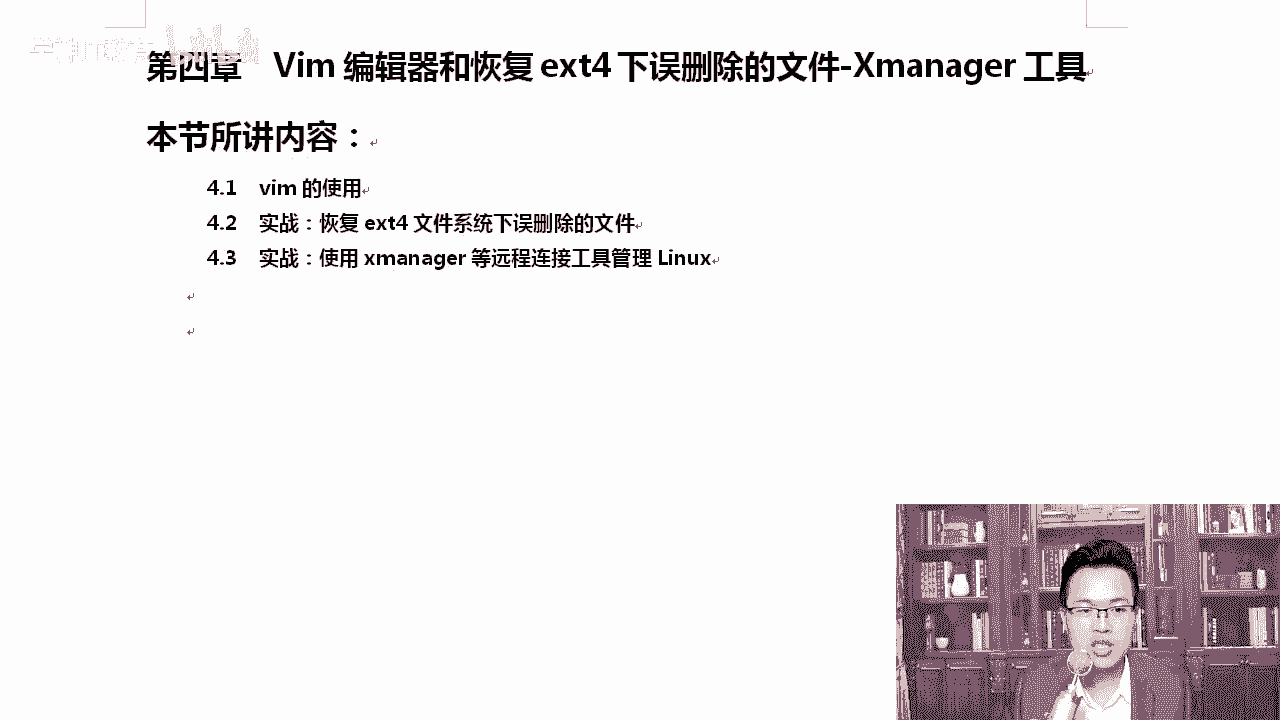 第四章 Vim 编辑器和恢复 ext4 下误删除的文件-Xmanager 工具
本节所讲内容：
4.1 vim 的使用
4.2 实战：恢复 ext4 文件系统下误删除的文件
4.3 实战：使用 xmanager 等远程连接工具管理 Linux